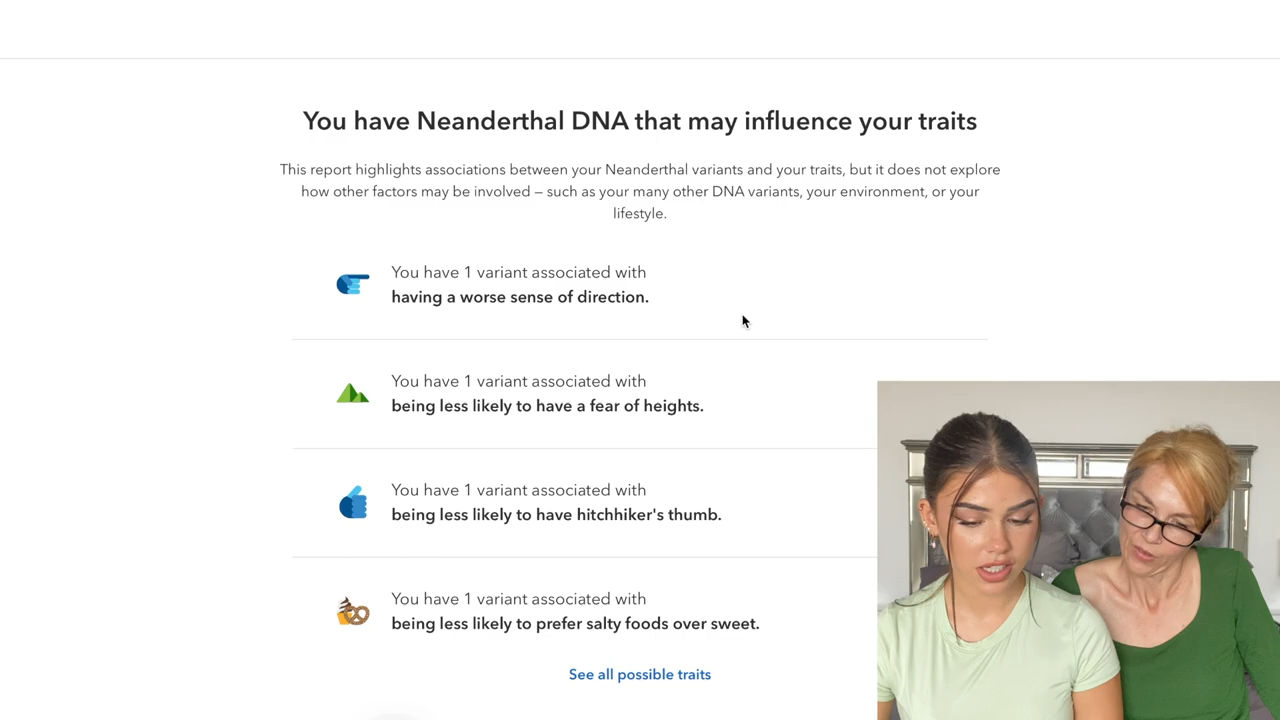 You have Neanderthal DNA that may influence your traits
This report highlights associations between your Neanderthal variants and your traits, but it does not explore
how other factors may be involved – such as your many other DNA variants, your environment, or your
lifestyle.
You have 1 variant associated with
having a worse sense of direction.
You have 1 variant associated with
being less likely to have a fear of heights.
You have 1 variant associated with
being less likely to have hitchhiker's thumb.
You have 1 variant associated with
being less likely to prefer salty foods over sweet.
See all possible traits